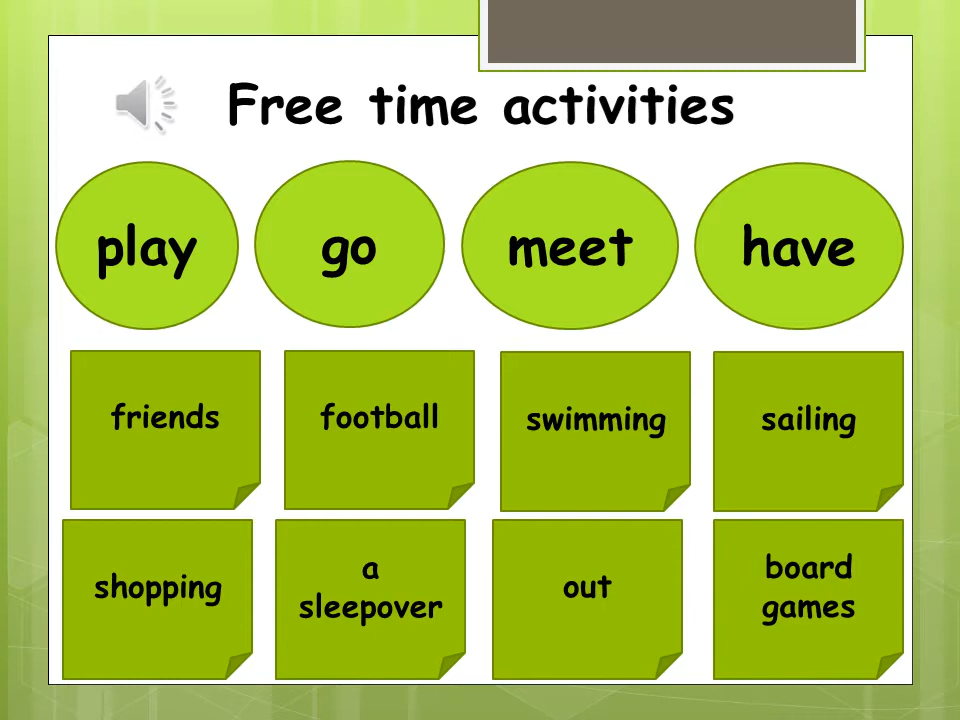 Free time activities
play
go
meet
have
friends
football
swimming
sailing
shopping
a
sleepover
out
board
games